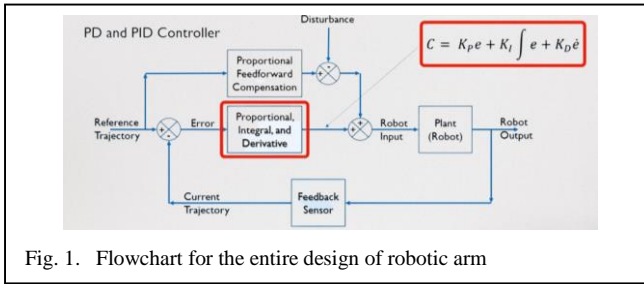 Disturbance
PD and PID Controller
C = K_P e + K_I ∫ e + K_D ė
Proportional
Feedforward
Compensation
+
-
Reference
Trajectory
+
-
Error
Proportional,
Integral, and
Derivative
+
+
Robot
Input
Plant
(Robot)
Robot
Output
Current
Trajectory
Feedback
Sensor
Fig. 1. Flowchart for the entire design of robotic arm